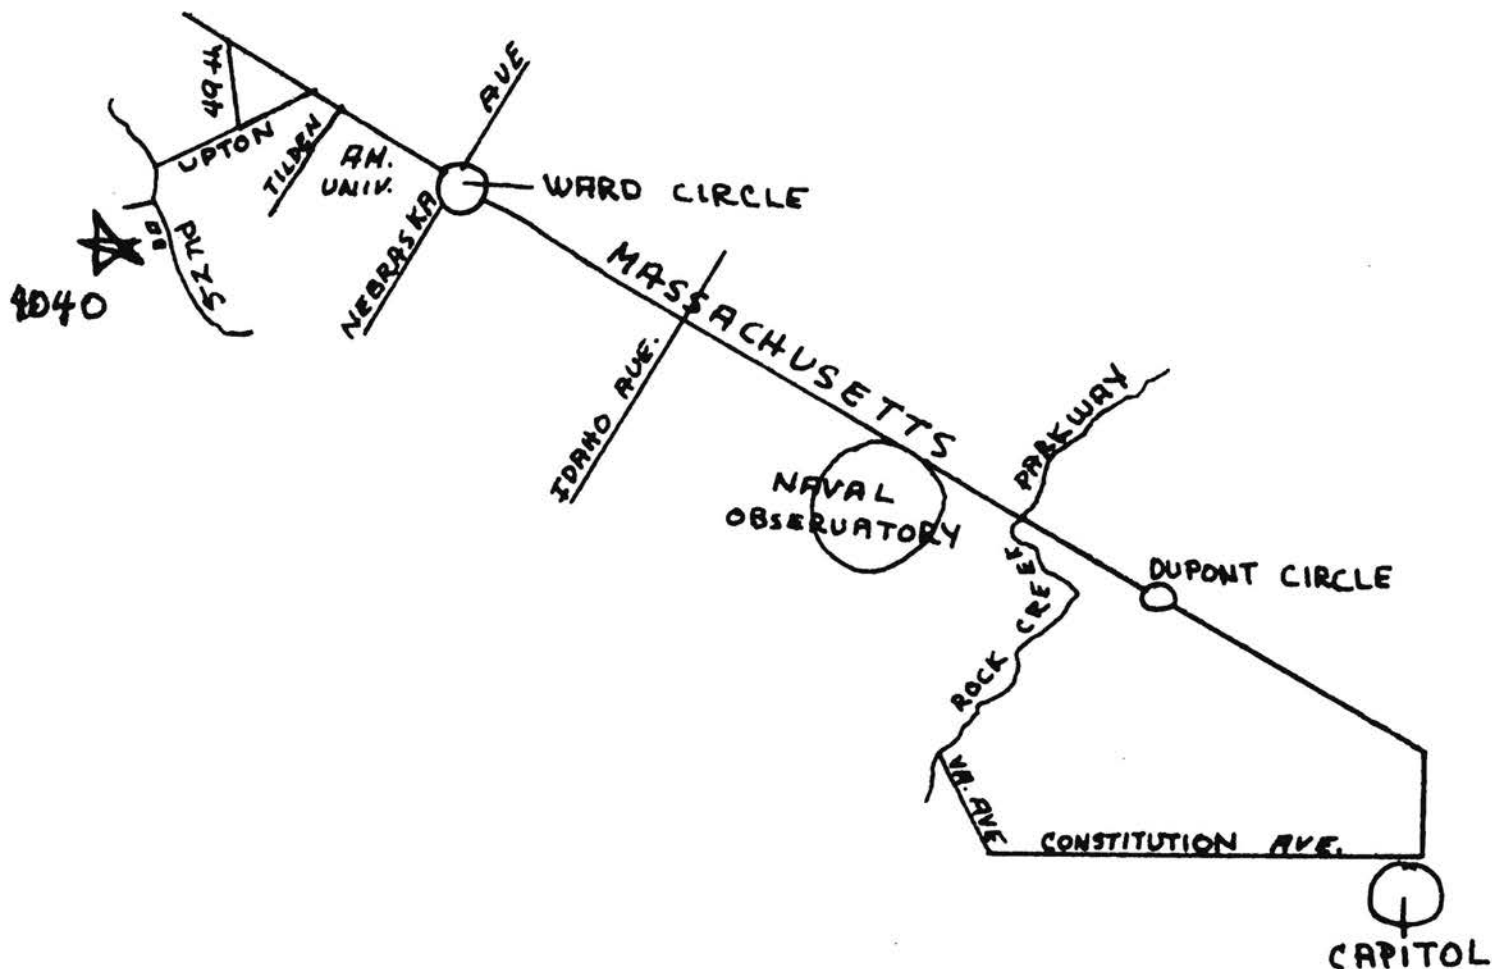 AVE
49th
UPTON
TILDEN
AM.
UNIV.
WARD CIRCLE
NEBRASKA
52ND
4040
MASSACHUSETTS
IDAHO AVE.
PARKWAY
NAVAL
OBSERVATORY
ROCK CREEK
DUPONT CIRCLE
VA. AVE
CONSTITUTION AVE.
CAPITOL